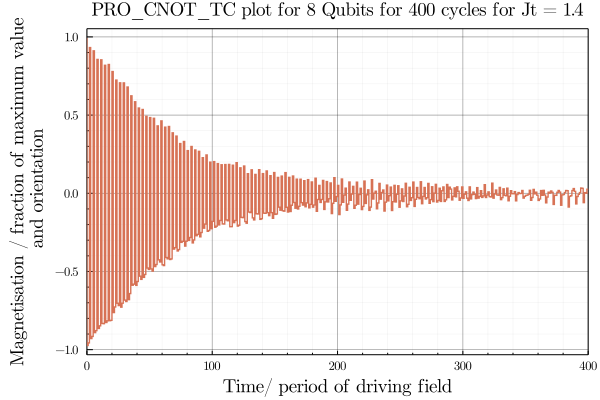 PRO_CNOT_TC plot for 8 Qubits for 400 cycles for Jt = 1.4
Magnetisation / fraction of maximum value
and orientation
1.0
0.5
0.0
−0.5
−1.0
0
100
200
300
400
Time/ period of driving field